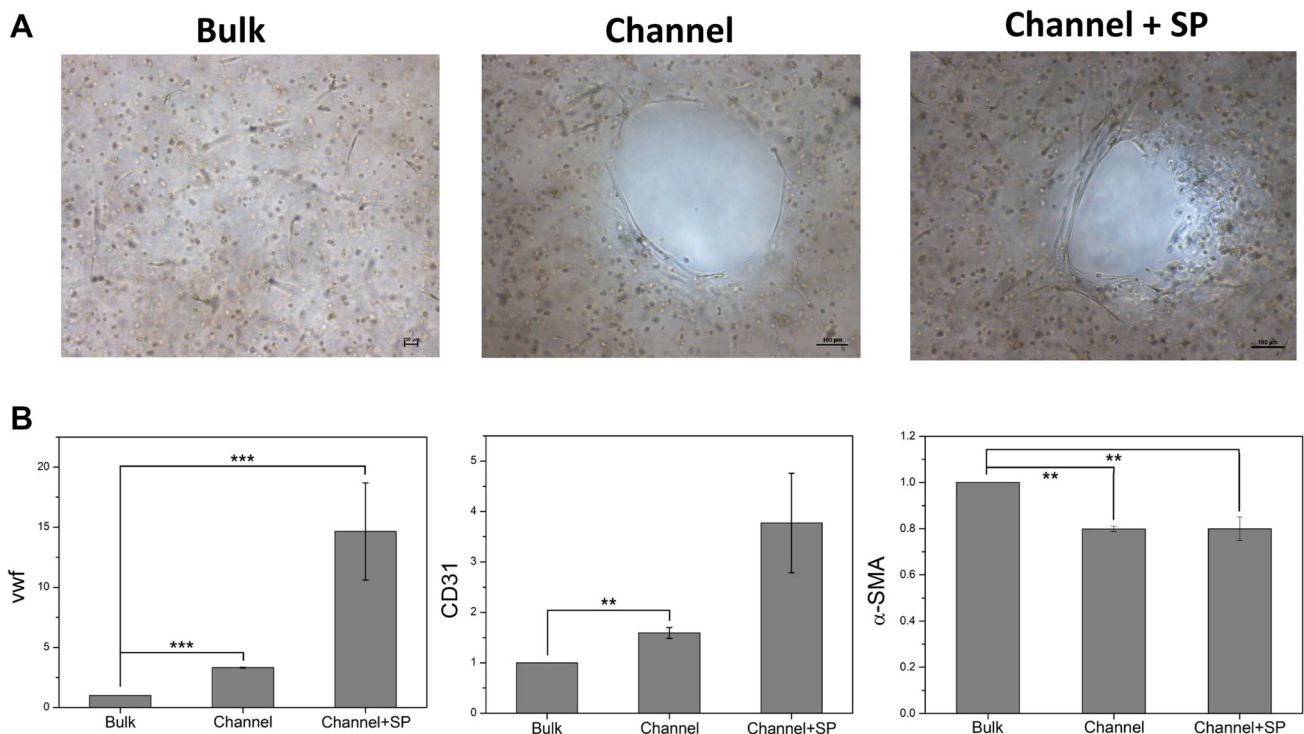 A
Bulk
Channel
Channel + SP
100 µm
100 µm
100 µm
B
vwf
20
15
10
5
0
***
***
Bulk
Channel
Channel+SP
CD31
5
4
3
2
1
0
**
Bulk
Channel
Channel+SP
α-SMA
1.2
1.0
0.8
0.6
0.4
0.2
0.0
**
**
Bulk
Channel
Channel+SP